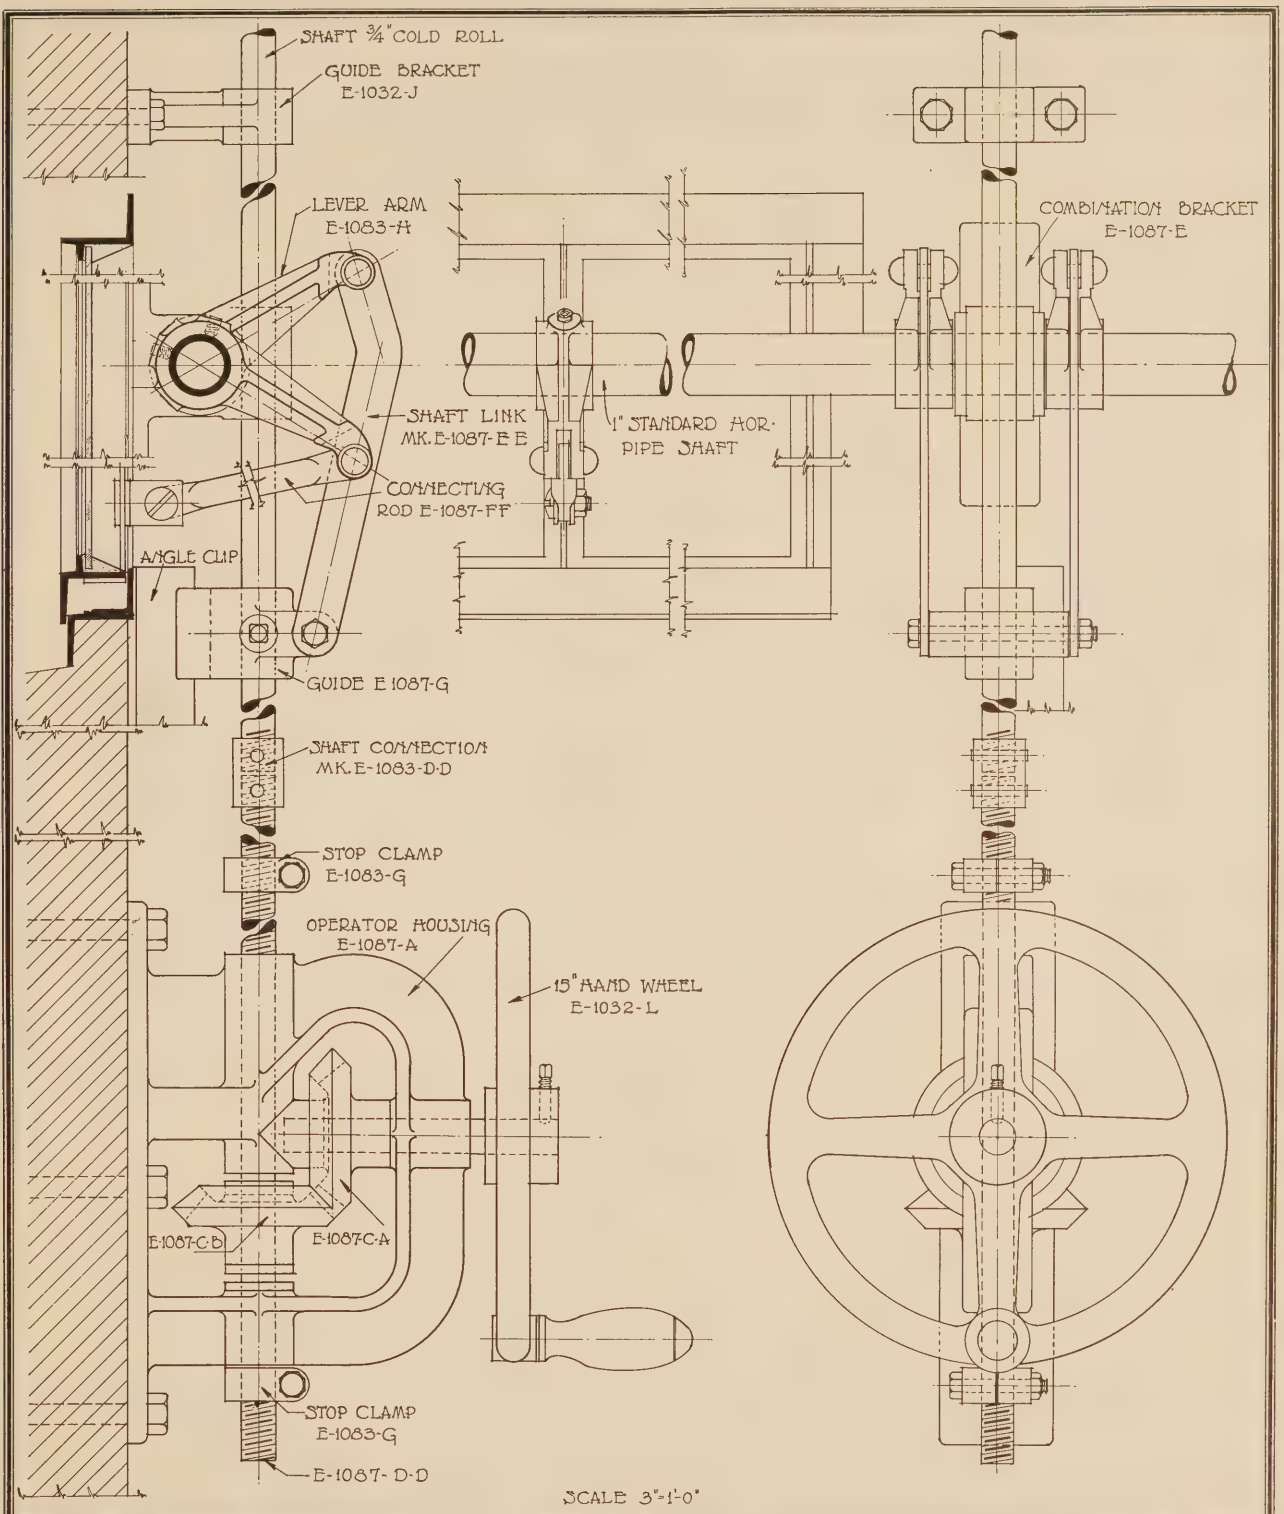 SHAFT 3/4" COLD ROLL
GUIDE BRACKET
E-1032-J
LEVER ARM
E-1083-H
COMBINATION BRACKET
E-1087-E
SHAFT LINK
MK. E-1087-E E
1" STANDARD HOR.
PIPE SHAFT
CONNECTING
ROD E-1087-FF
ANGLE CLIP
GUIDE E 1087-G
SHAFT CONNECTION
MK. E-1083-D-D
STOP CLAMP
E-1083-G
OPERATOR HOUSING
E-1087-A
15" HAND WHEEL
E-1032-L
E-1087-C-B
E-1087-C-A
STOP CLAMP
E-1083-G
E-1087-D-D
SCALE 3"=1'-0"